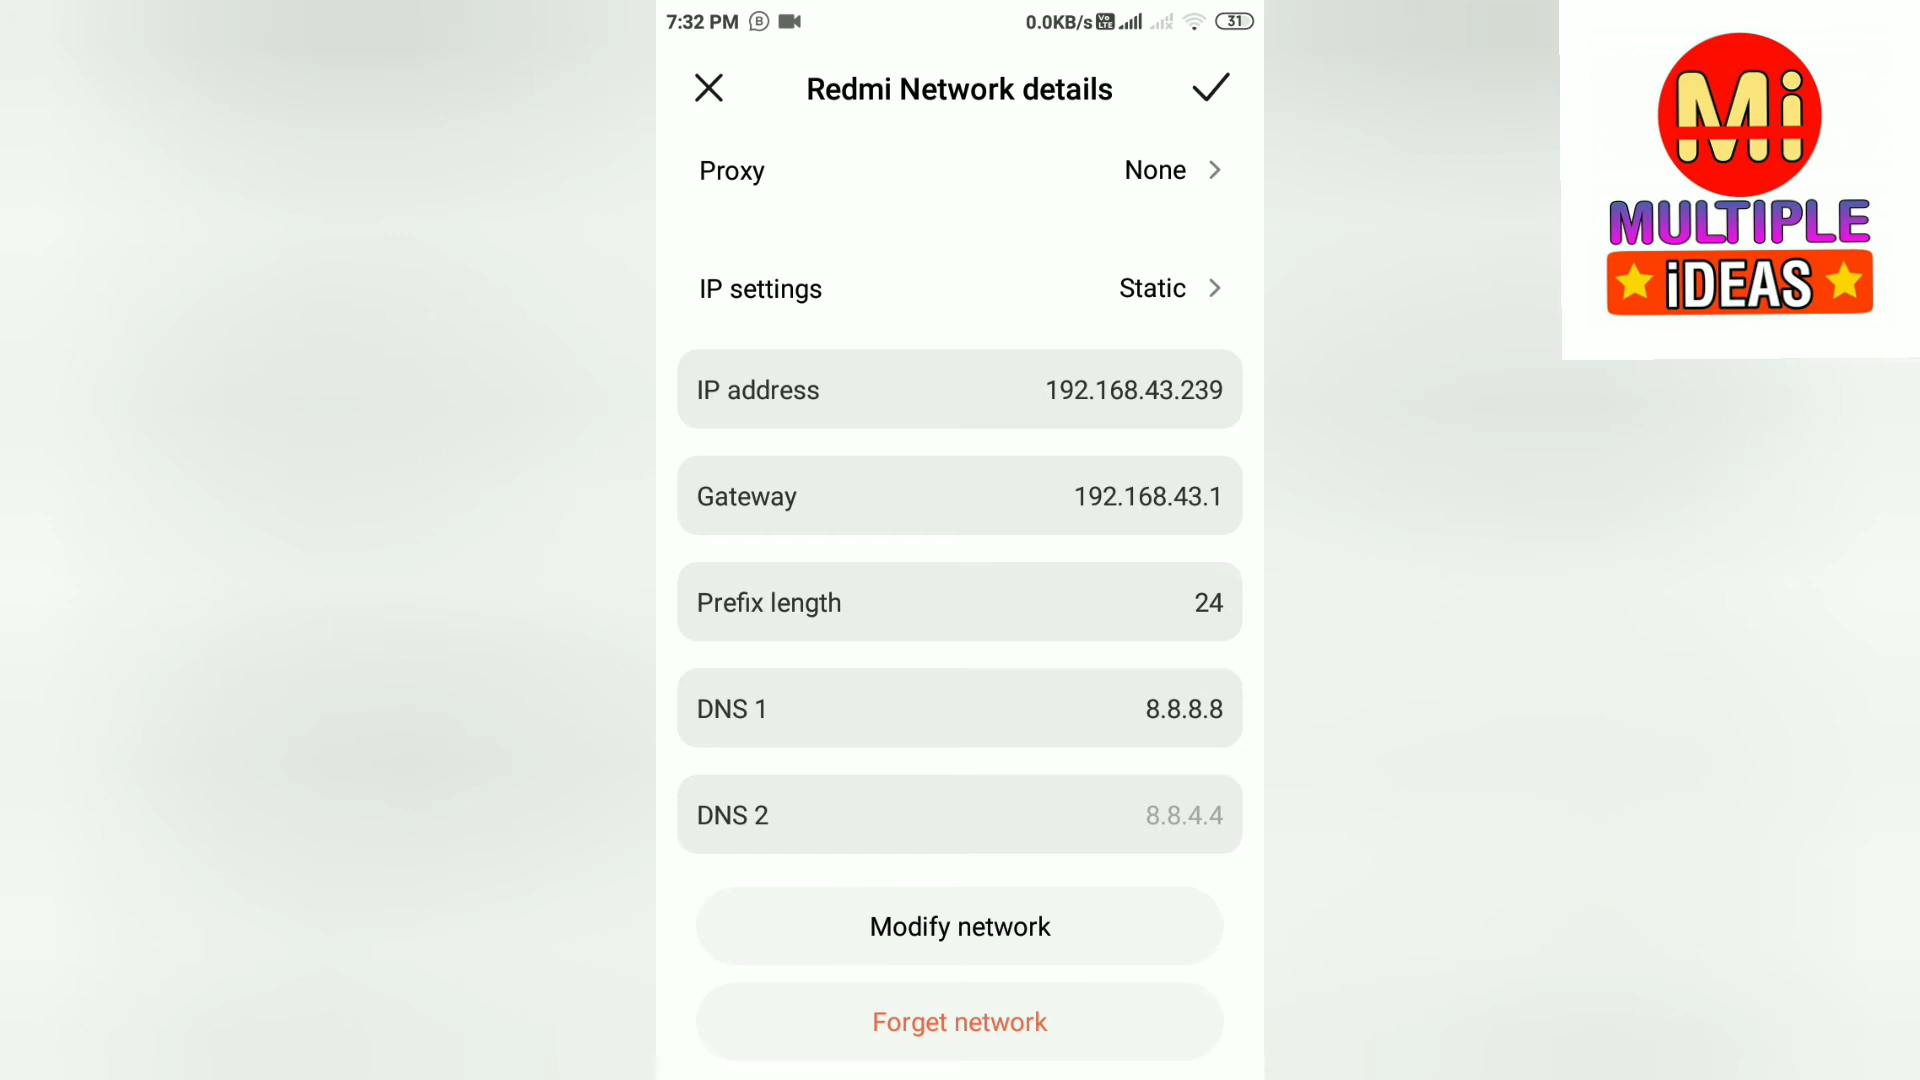 7:32 PM B 0.0KB/s Vo LTE 31
Redmi Network details
Proxy None
IP settings Static
IP address 192.168.43.239
Gateway 192.168.43.1
Prefix length 24
DNS 1 8.8.8.8
DNS 2 8.8.4.4
Modify network
Forget network
Mi
MULTIPLE
iDEAS